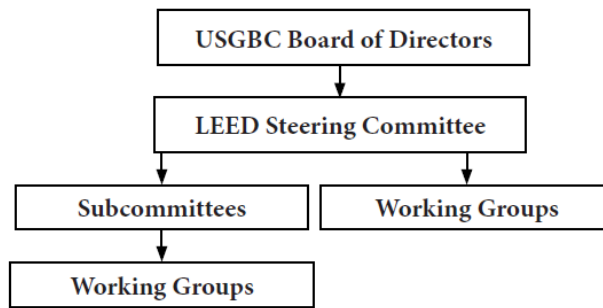 USGBC Board of Directors
LEED Steering Committee
Subcommittees
Working Groups
Working Groups